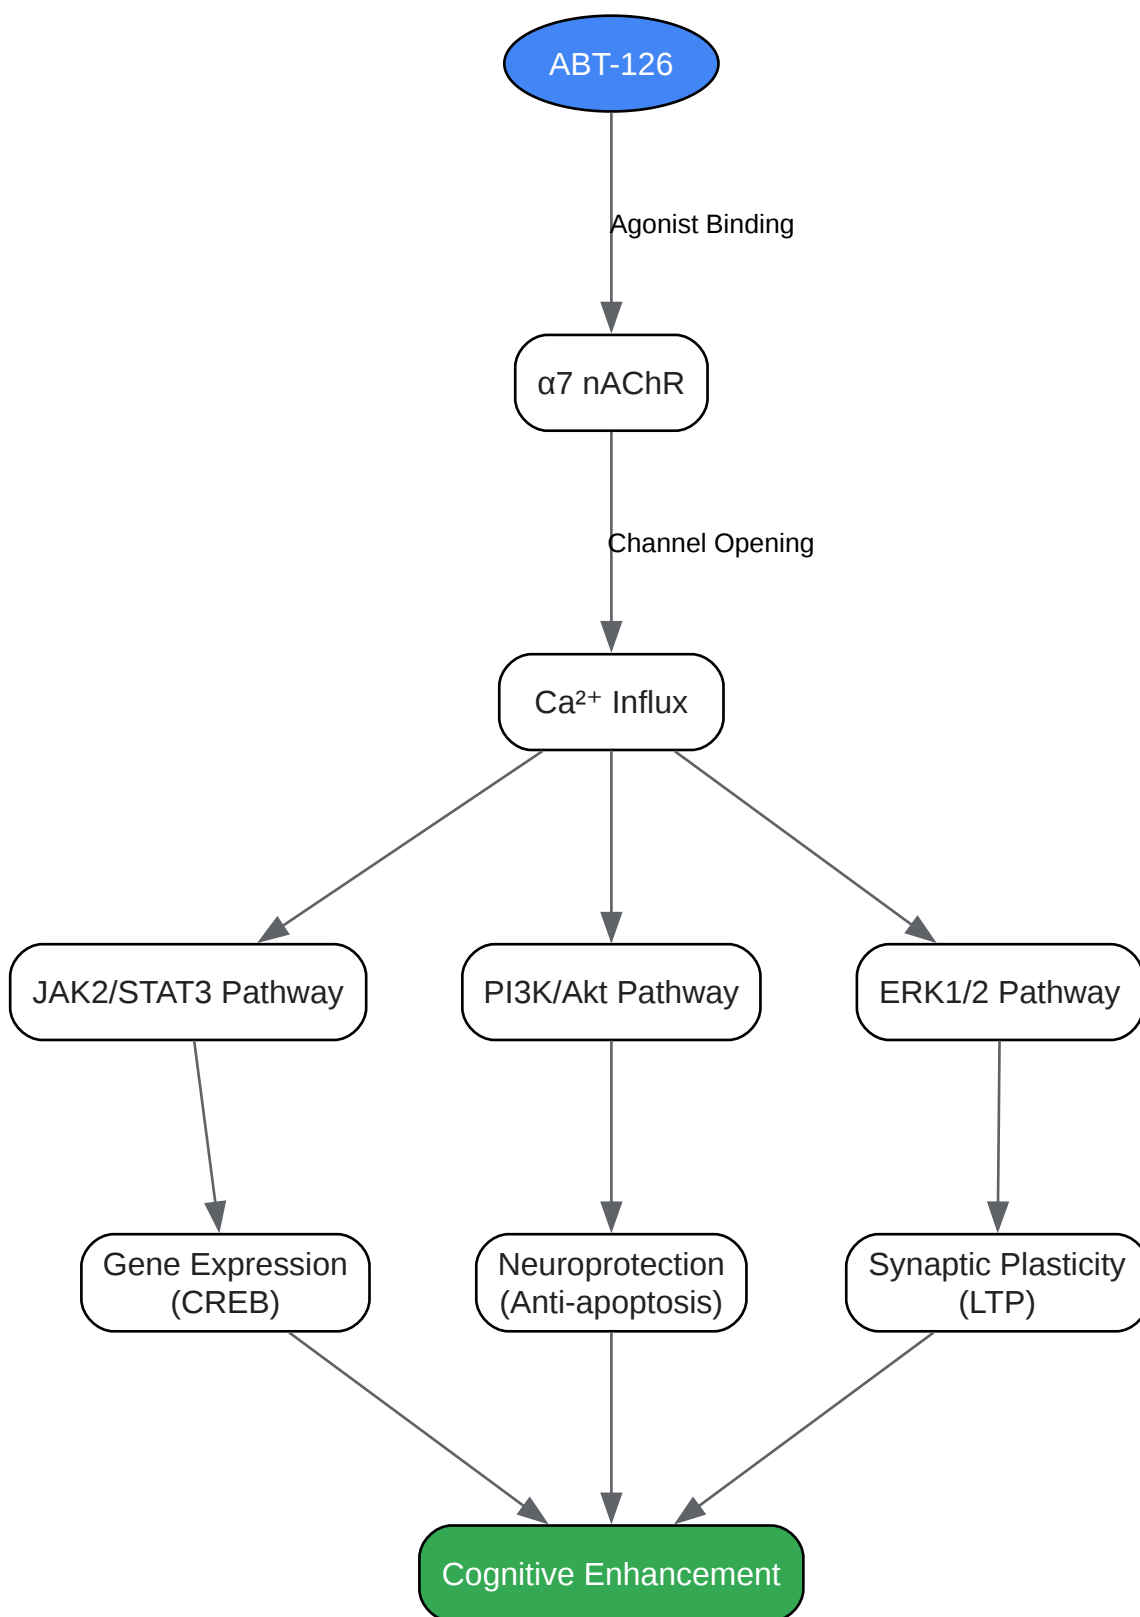 ABT-126
Agonist Binding
α7 nAChR
Channel Opening
Ca²⁺ Influx
JAK2/STAT3 Pathway
PI3K/Akt Pathway
ERK1/2 Pathway
Gene Expression
(CREB)
Neuroprotection
(Anti-apoptosis)
Synaptic Plasticity
(LTP)
Cognitive Enhancement